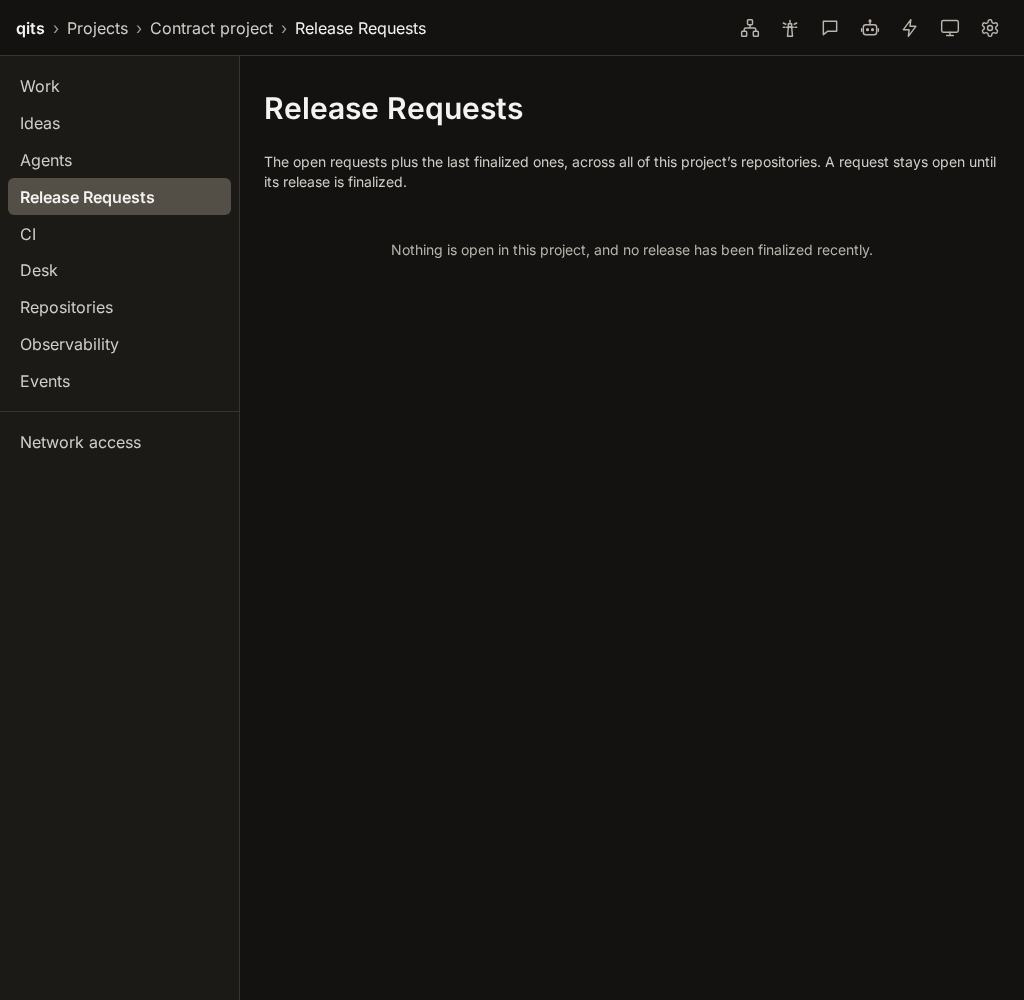 qits › Projects › Contract project › Release Requests
Work
Ideas
Agents
Release Requests
CI
Desk
Repositories
Observability
Events
Network access
Release Requests
The open requests plus the last finalized ones, across all of this project’s repositories. A request stays open until
its release is finalized.
Nothing is open in this project, and no release has been finalized recently.